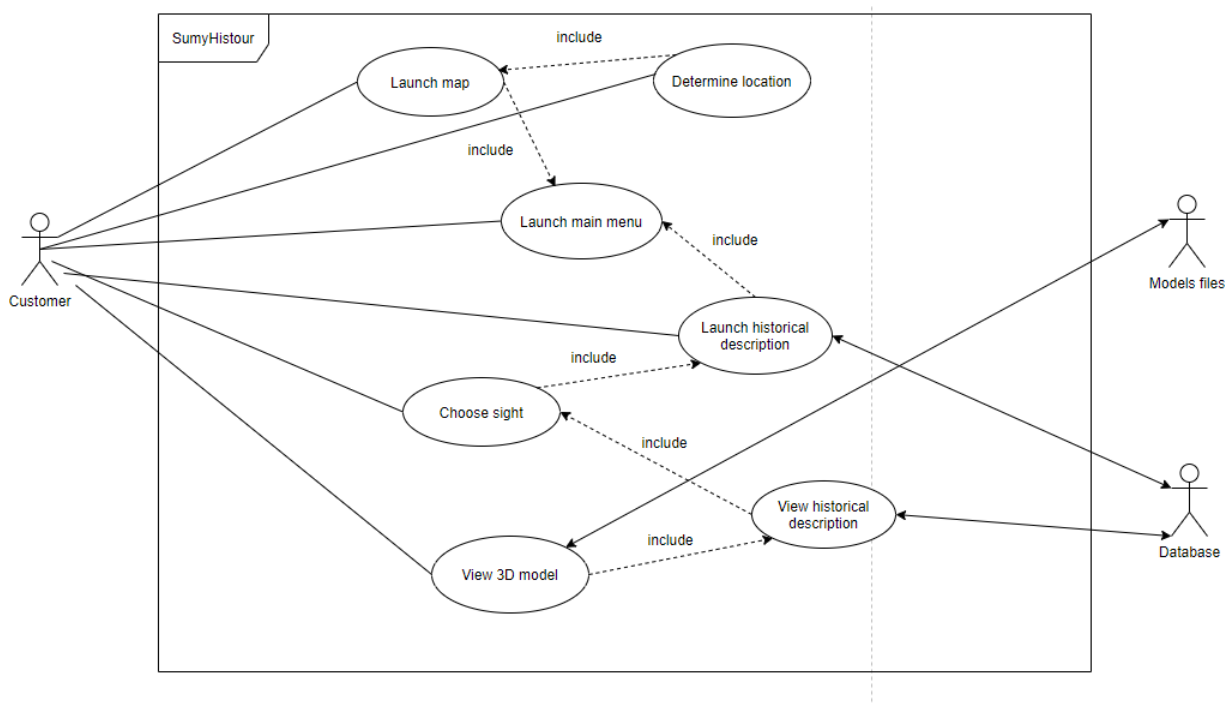 SumyHistour
include
Launch map
Determine location
include
Launch main menu
include
Customer
Models files
Launch historical
description
include
Choose sight
include
View historical
description
include
View 3D model
Database